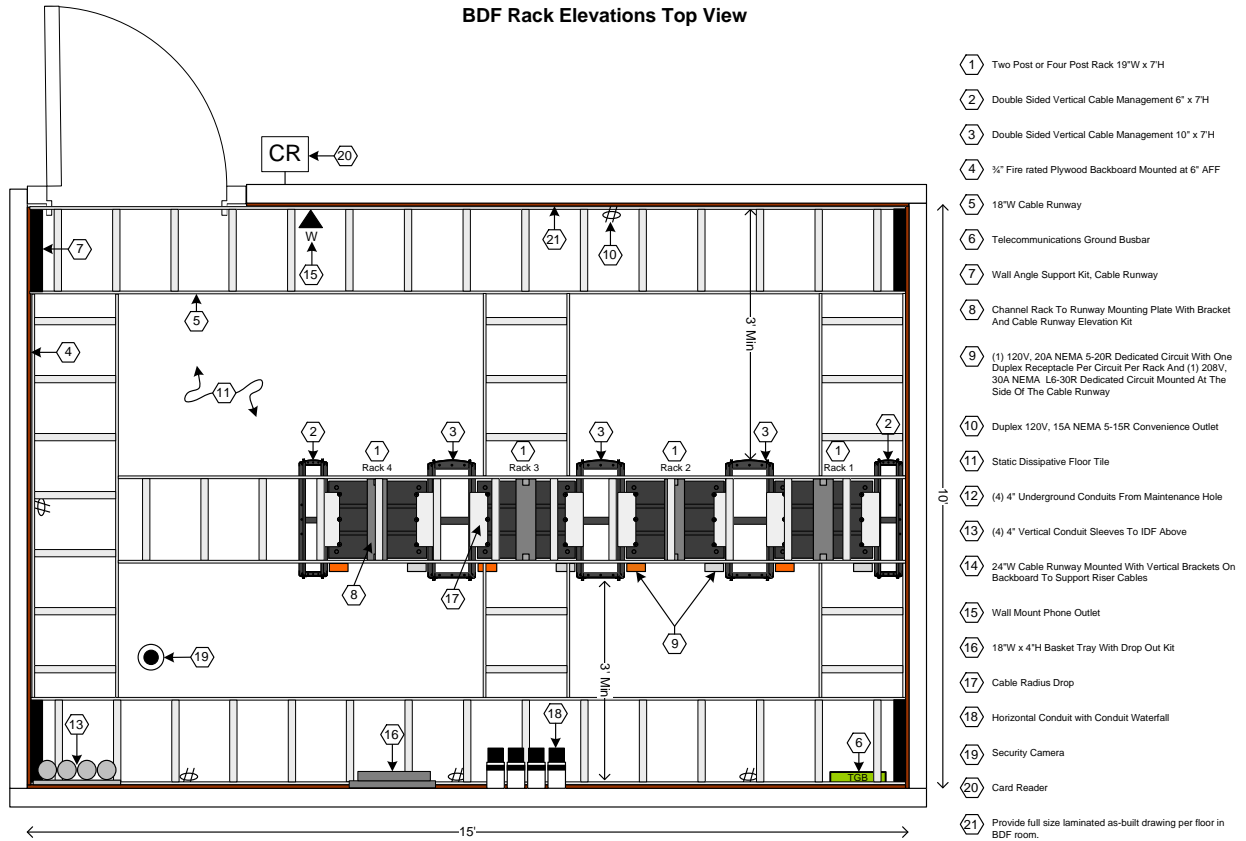 BDF Rack Elevations Top View
CR
20
7
W
15
21
10
5
4
3' Min
11
2
3
3
3
2
1
1
1
1
Rack 4
Rack 3
Rack 2
Rack 1
10'
8
17
9
19
3' Min
13
16
18
6
TGB
15'
1 Two Post or Four Post Rack 19"W x 7'H
2 Double Sided Vertical Cable Management 6" x 7'H
3 Double Sided Vertical Cable Management 10" x 7'H
4 ¾" Fire rated Plywood Backboard Mounted at 6" AFF
5 18"W Cable Runway
6 Telecommunications Ground Busbar
7 Wall Angle Support Kit, Cable Runway
8 Channel Rack To Runway Mounting Plate With Bracket
And Cable Runway Elevation Kit
9 (1) 120V, 20A NEMA 5-20R Dedicated Circuit With One
Duplex Receptacle Per Circuit Per Rack And (1) 208V,
30A NEMA L6-30R Dedicated Circuit Mounted At The
Side Of The Cable Runway
10 Duplex 120V, 15A NEMA 5-15R Convenience Outlet
11 Static Dissipative Floor Tile
12 (4) 4" Underground Conduits From Maintenance Hole
13 (4) 4" Vertical Conduit Sleeves To IDF Above
14 24"W Cable Runway Mounted With Vertical Brackets On
Backboard To Support Riser Cables
15 Wall Mount Phone Outlet
16 18"W x 4"H Basket Tray With Drop Out Kit
17 Cable Radius Drop
18 Horizontal Conduit with Conduit Waterfall
19 Security Camera
20 Card Reader
21 Provide full size laminated as-built drawing per floor in
BDF room.